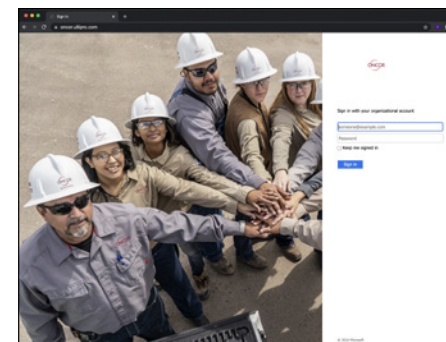 Sign In
oncor.ultipro.com
ONCOR
Sign in with your organizational account
someone@example.com
Password
Keep me signed in
Sign in
© 2024 Microsoft